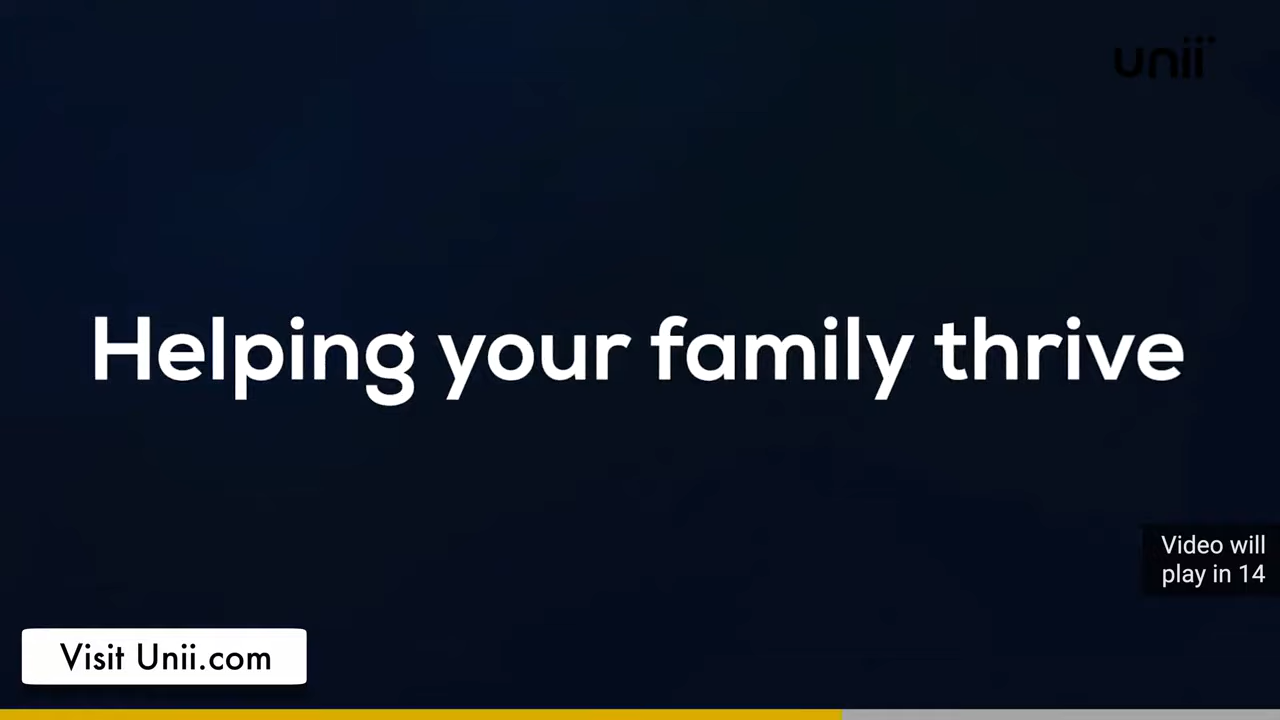 unii
Helping your family thrive
Video will
play in 14
Visit Unii.com